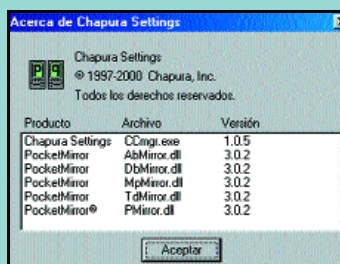 Acerca de Chapura Settings
Chapura Settings
© 1997-2000 Chapura, Inc.
Todos los derechos reservados.
Producto Archivo Versión
Chapura Settings CCmgr.exe 1.0.5
PocketMirror AbMirror.dll 3.0.2
PocketMirror DbMirror.dll 3.0.2
PocketMirror MpMirror.dll 3.0.2
PocketMirror TdMirror.dll 3.0.2
PocketMirror® PMirror.dll 3.0.2
Aceptar